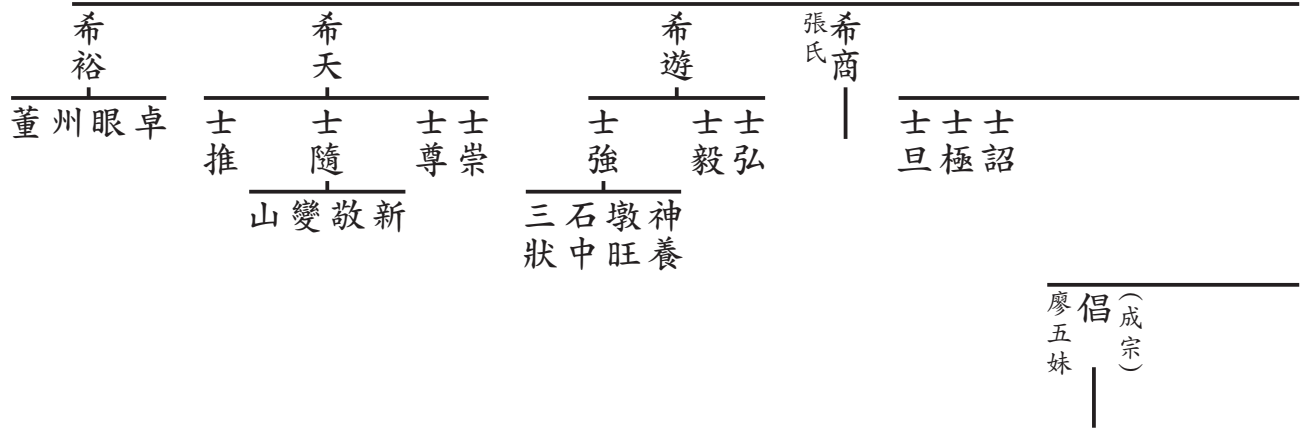 希商
張氏
希遊
希天
希裕
士詔
士極
士旦
士弘
士毅
士強
士崇
士尊
士隨
士推
卓
眼
州
董
神養
墩旺
石中
三狀
新
敬
變
山
(成宗)
倡
廖五妹